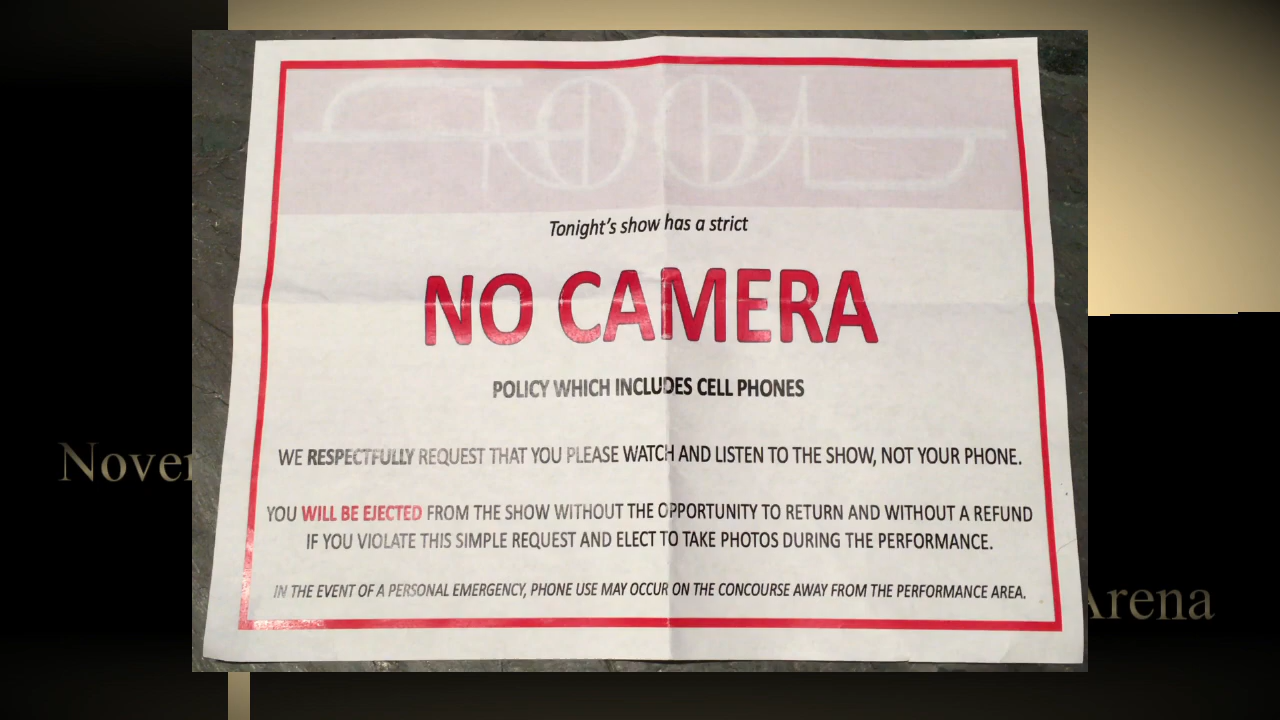 TOOL
Tonight's show has a strict
NO CAMERA
POLICY WHICH INCLUDES CELL PHONES
WE RESPECTFULLY REQUEST THAT YOU PLEASE WATCH AND LISTEN TO THE SHOW, NOT YOUR PHONE.
YOU WILL BE EJECTED FROM THE SHOW WITHOUT THE OPPORTUNITY TO RETURN AND WITHOUT A REFUND
IF YOU VIOLATE THIS SIMPLE REQUEST AND ELECT TO TAKE PHOTOS DURING THE PERFORMANCE.
IN THE EVENT OF A PERSONAL EMERGENCY, PHONE USE MAY OCCUR ON THE CONCOURSE AWAY FROM THE PERFORMANCE AREA.
Nover
Arena